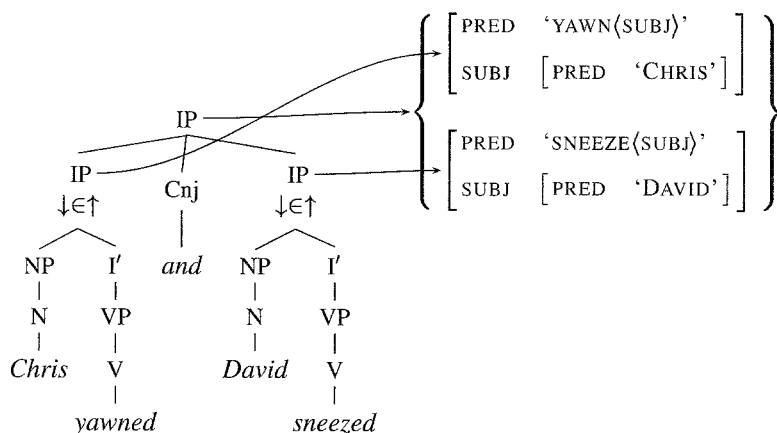 PRED ‘YAWN⟨SUBJ⟩’
SUBJ [PRED ‘CHRIS’]
PRED ‘SNEEZE⟨SUBJ⟩’
SUBJ [PRED ‘DAVID’]
IP
IP Cnj IP
↓∈↑ ↓∈↑
NP I′ and NP I′
N VP N VP
Chris V David V
yawned sneezed